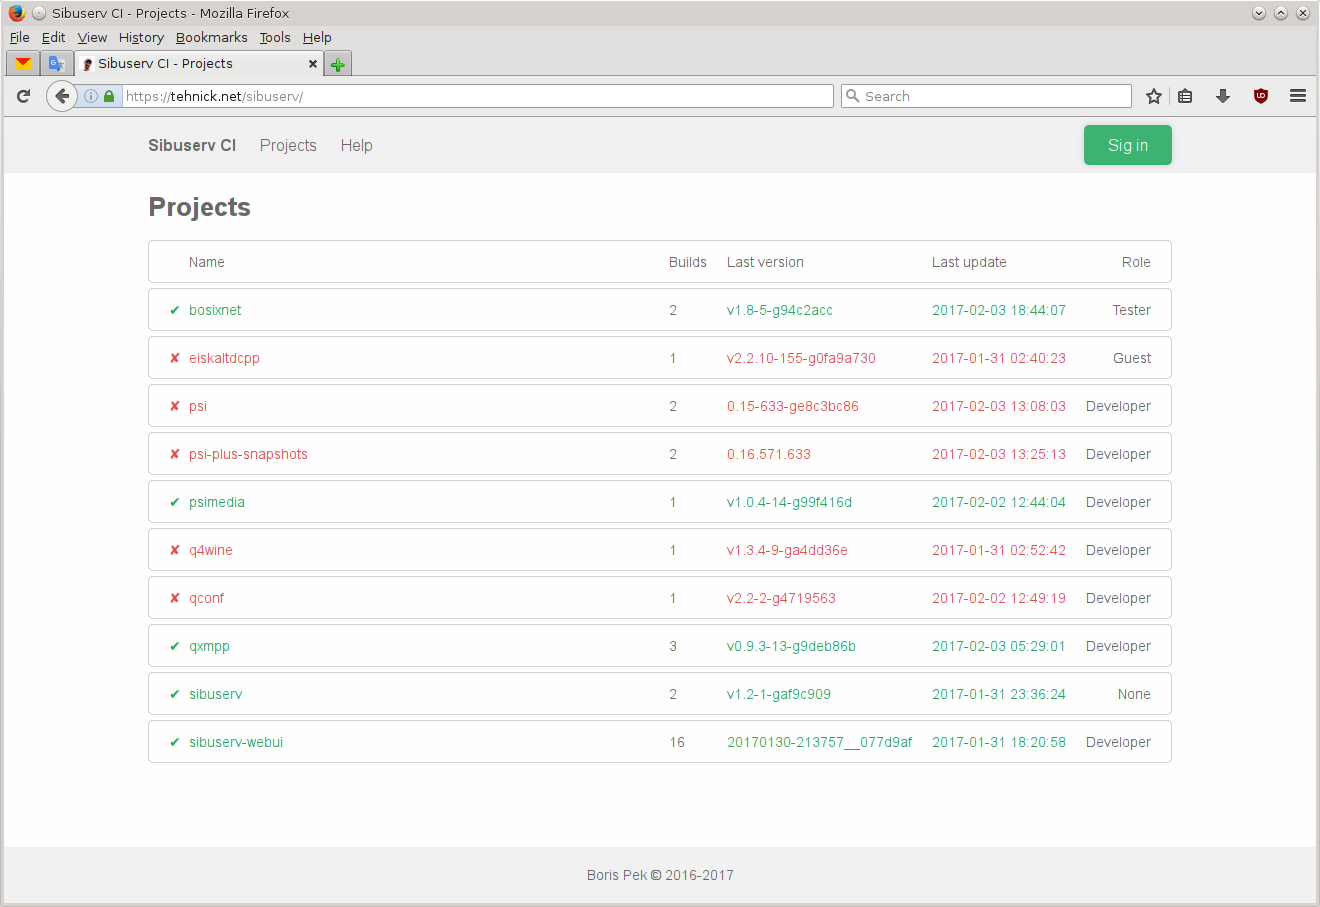 Sibuserv CI - Projects - Mozilla Firefox
File Edit View History Bookmarks Tools Help
Sibuserv CI - Projects
https://tehnick.net/sibuserv/ Search
Sibuserv CI Projects Help Sig in
Projects
Name Builds Last version Last update Role
✔ bosixnet 2 v1.8-5-g94c2acc 2017-02-03 18:44:07 Tester
✘ eiskaltdcpp 1 v2.2.10-155-g0fa9a730 2017-01-31 02:40:23 Guest
✘ psi 2 0.15-633-ge8c3bc86 2017-02-03 13:08:03 Developer
✘ psi-plus-snapshots 2 0.16.571.633 2017-02-03 13:25:13 Developer
✔ psimedia 1 v1.0.4-14-g99f416d 2017-02-02 12:44:04 Developer
✘ q4wine 1 v1.3.4-9-ga4dd36e 2017-01-31 02:52:42 Developer
✘ qconf 1 v2.2-2-g4719563 2017-02-02 12:49:19 Developer
✔ qxmpp 3 v0.9.3-13-g9deb86b 2017-02-03 05:29:01 Developer
✔ sibuserv 2 v1.2-1-gaf9c909 2017-01-31 23:36:24 None
✔ sibuserv-webui 16 20170130-213757__077d9af 2017-01-31 18:20:58 Developer
Boris Pek © 2016-2017